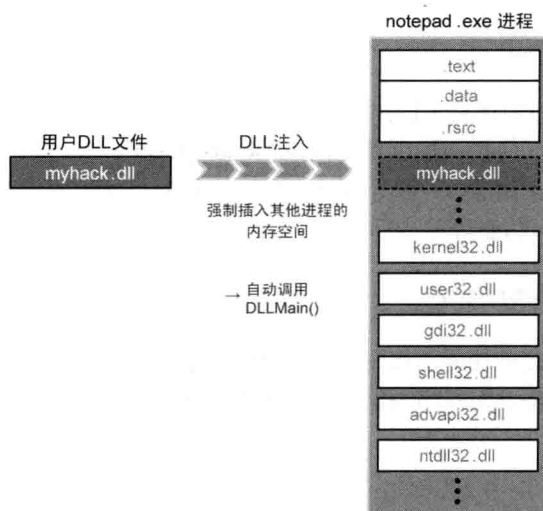 notepad .exe 进程
.text
.data
.rsrc
用户DLL文件
myhack.dll
DLL注入
强制插入其他进程的
内存空间
→ 自动调用
DLLMain()
myhack.dll
kernel32.dll
user32.dll
gdi32.dll
shell32.dll
advapi32.dll
ntdll32.dll